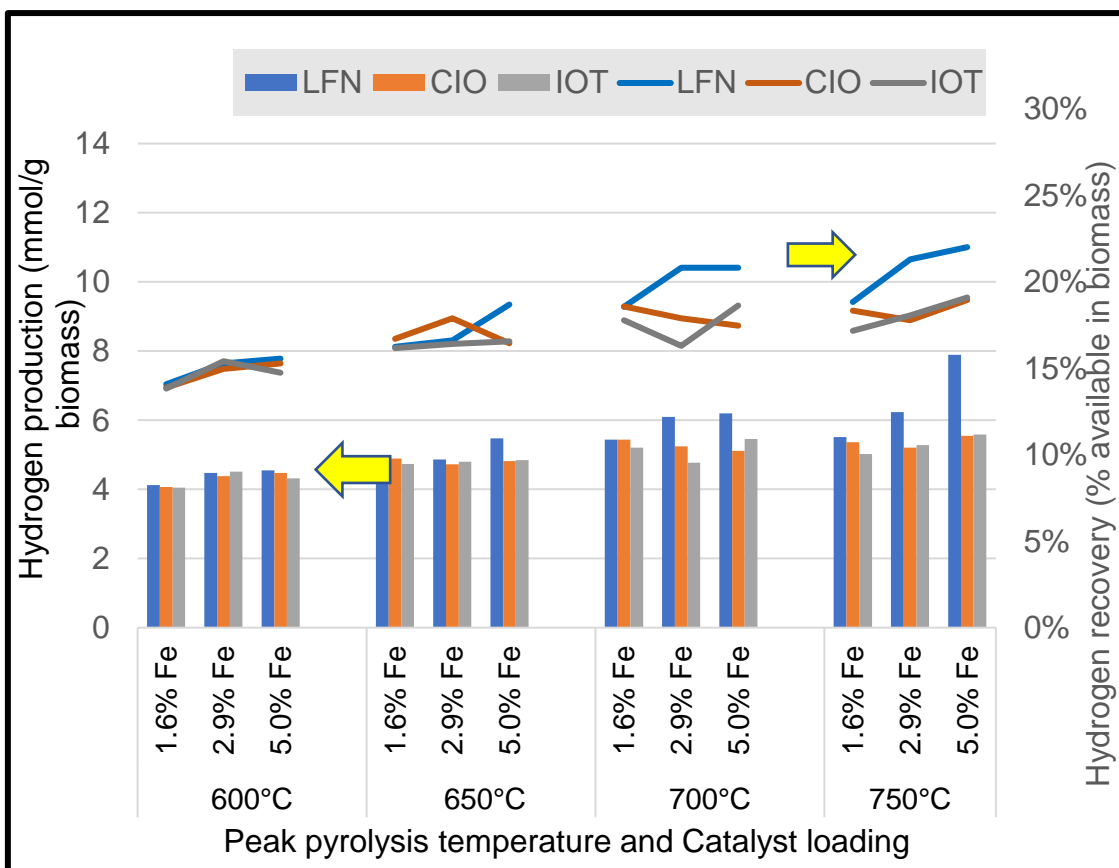 LFN CIO IOT LFN CIO IOT
Hydrogen production (mmol/g
biomass)
14
12
10
8
6
4
2
0
30%
25%
20%
15%
10%
5%
0%
Hydrogen recovery (% available in biomass)
1.6% Fe
2.9% Fe
5.0% Fe
1.6% Fe
2.9% Fe
5.0% Fe
1.6% Fe
2.9% Fe
5.0% Fe
1.6% Fe
2.9% Fe
5.0% Fe
600°C 650°C 700°C 750°C
Peak pyrolysis temperature and Catalyst loading